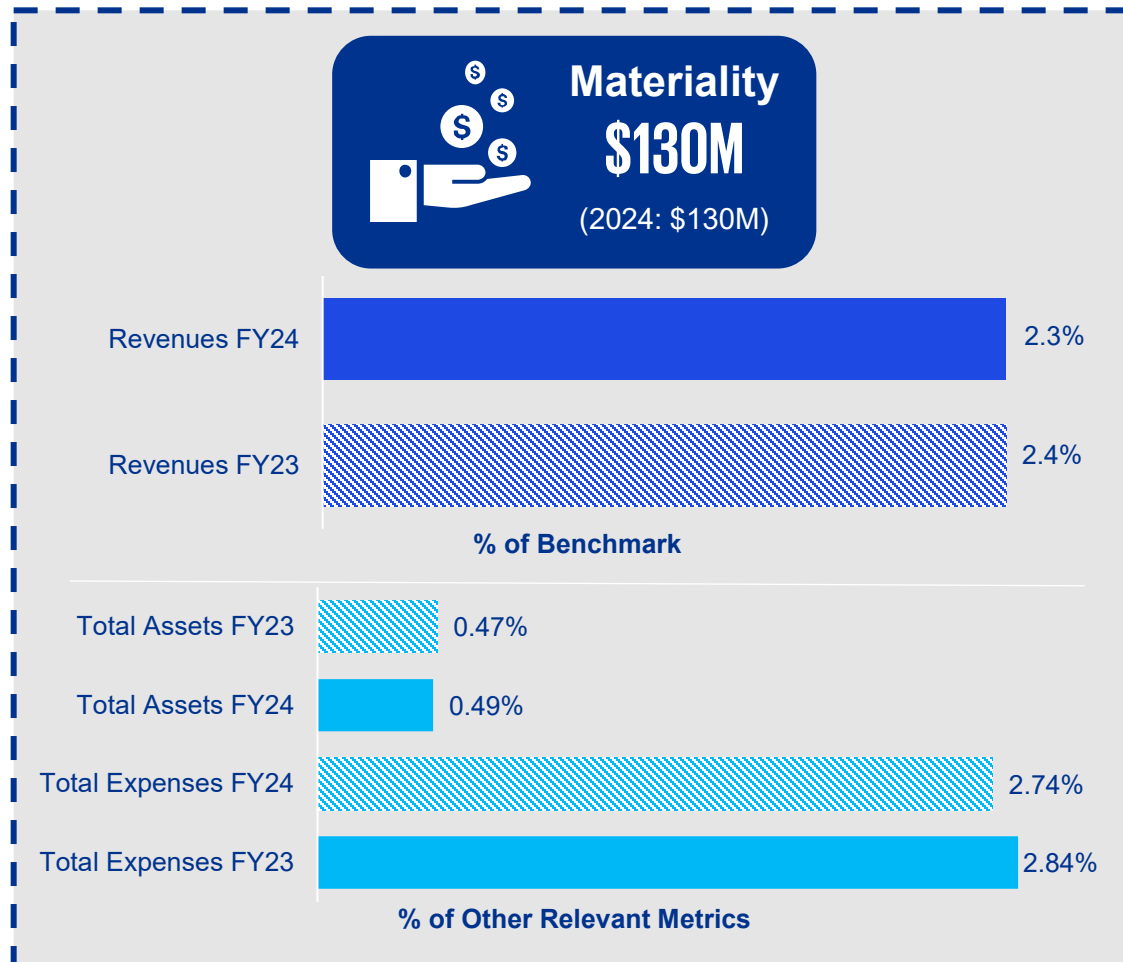 Materiality
$130M
(2024: $130M)
Revenues FY24
2.3%
Revenues FY23
2.4%
% of Benchmark
Total Assets FY23
0.47%
Total Assets FY24
0.49%
Total Expenses FY24
2.74%
Total Expenses FY23
2.84%
% of Other Relevant Metrics